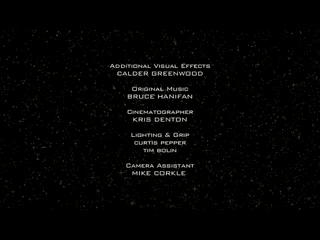 Additional Visual Effects
CALDER GREENWOOD
Original Music
BRUCE HANIFAN
Cinematographer
KRIS DENTON
Lighting & Grip
CURTIS PEPPER
TIM BOLIN
Camera Assistant
MIKE CORKLE